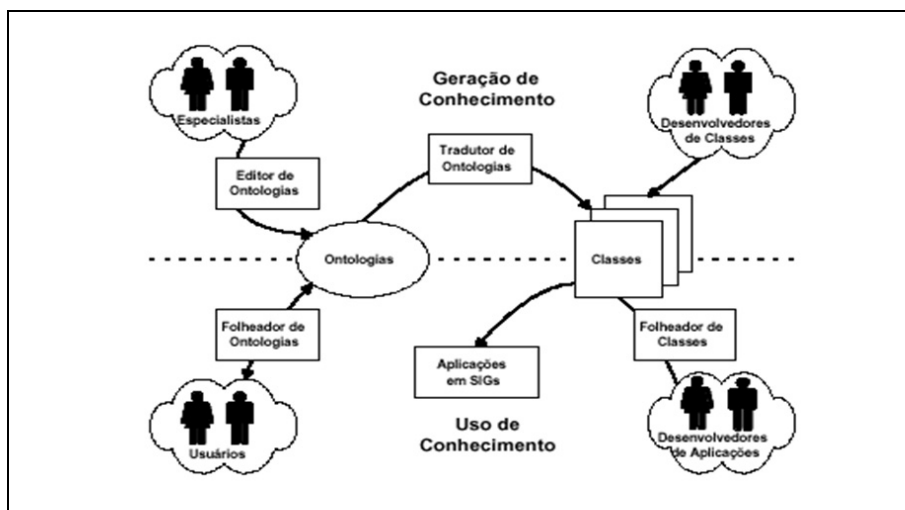 Geração de
Conhecimento
Especialistas
Desenvolvedores
de Classes
Editor de
Ontologias
Tradutor de
Ontologias
Ontologias
Classes
Folheador de
Ontologias
Folheador de
Classes
Aplicações
em SIGs
Uso de
Conhecimento
Usuários
Desenvolvedores
de Aplicações